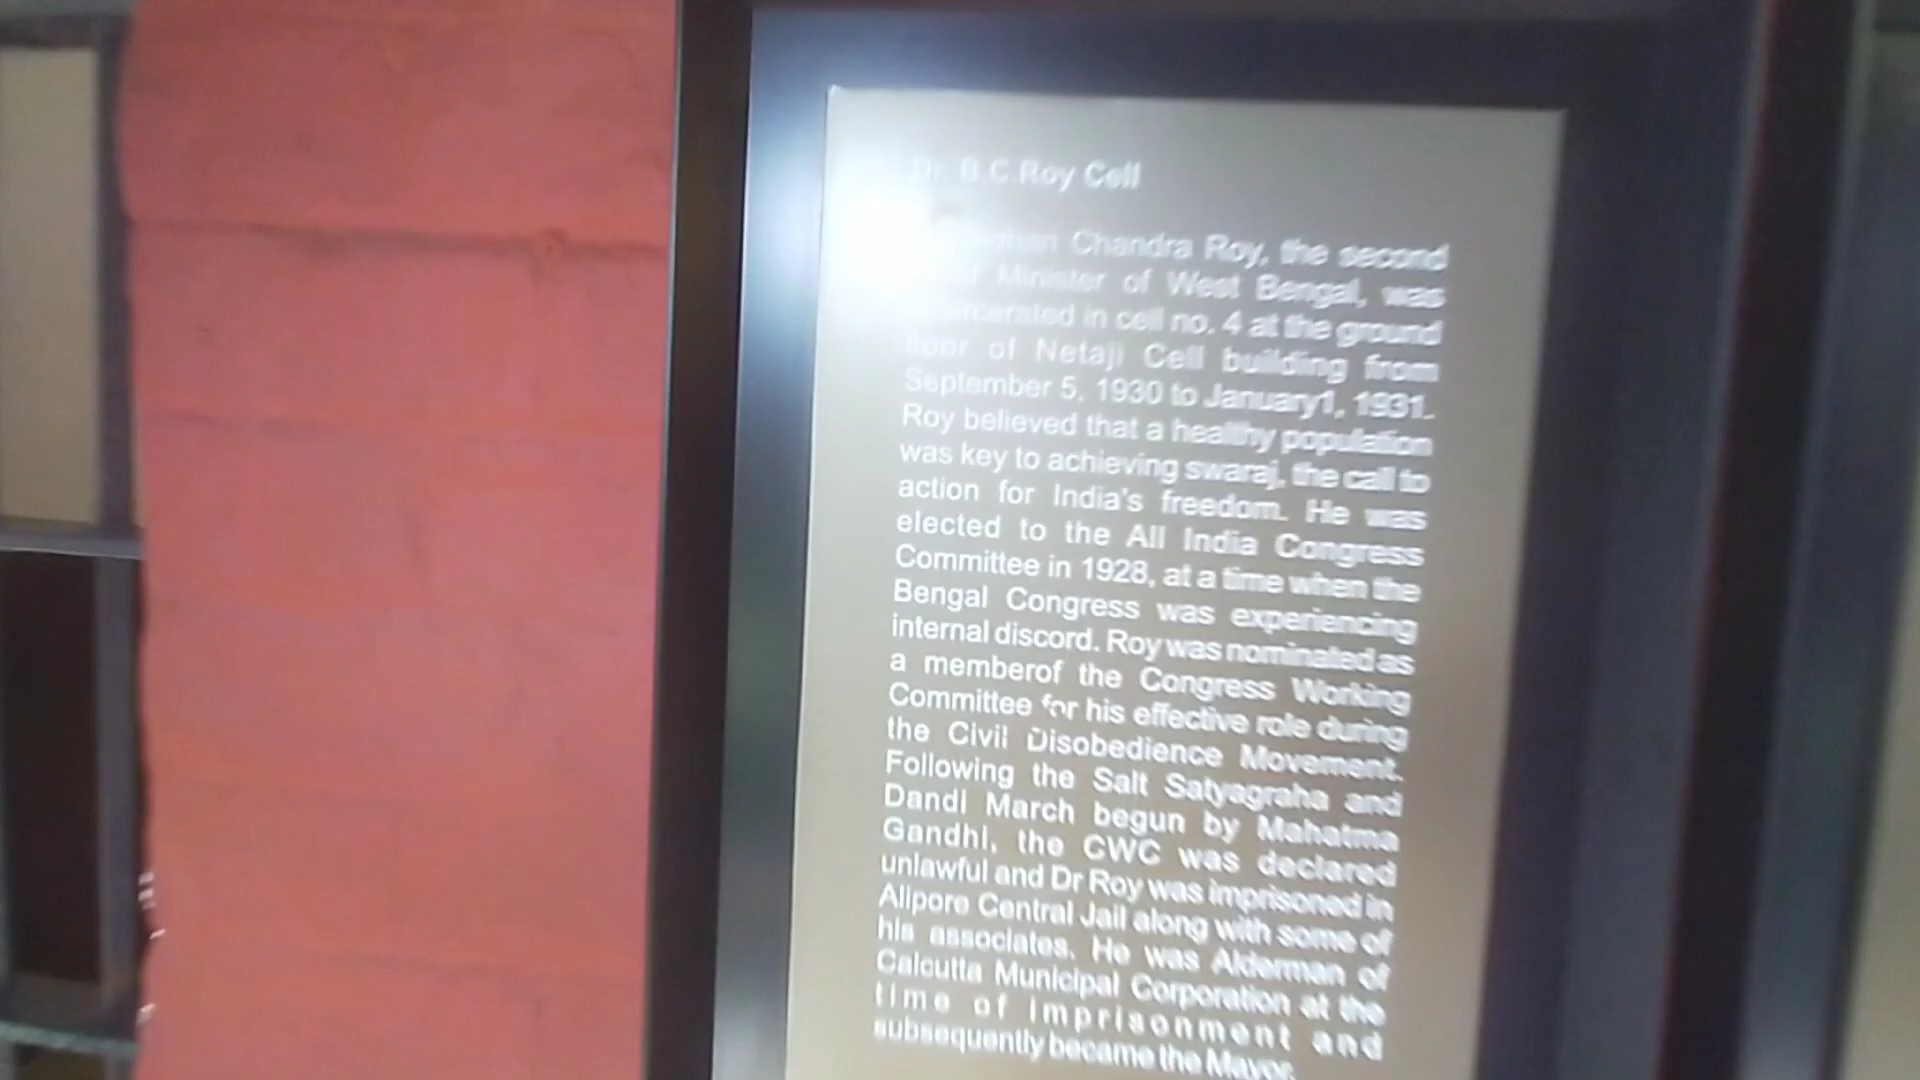 Dr. B.C.Roy Cell
Chandra Roy, the second
Minister of West Bengal, was
incarcerated in cell no. 4 at the ground
floor of Netaji Cell building from
September 5, 1930 to January1, 1931.
Roy believed that a healthy population
was key to achieving swaraj, the call to
action for India's freedom. He was
elected to the All India Congress
Committee in 1928, at a time when the
Bengal Congress was experiencing
internal discord. Roy was nominated as
a memberof the Congress Working
Committee for his effective role during
the Civil Disobedience Movement.
Following the Salt Satyagraha and
Dandi March begun by Mahatma
Gandhi, the CWC was declared
unlawful and Dr Roy was imprisoned in
Alipore Central Jail along with some of
his associates. He was Alderman of
Calcutta Municipal Corporation at the
time of imprisonment and
subsequently became the Mayor.